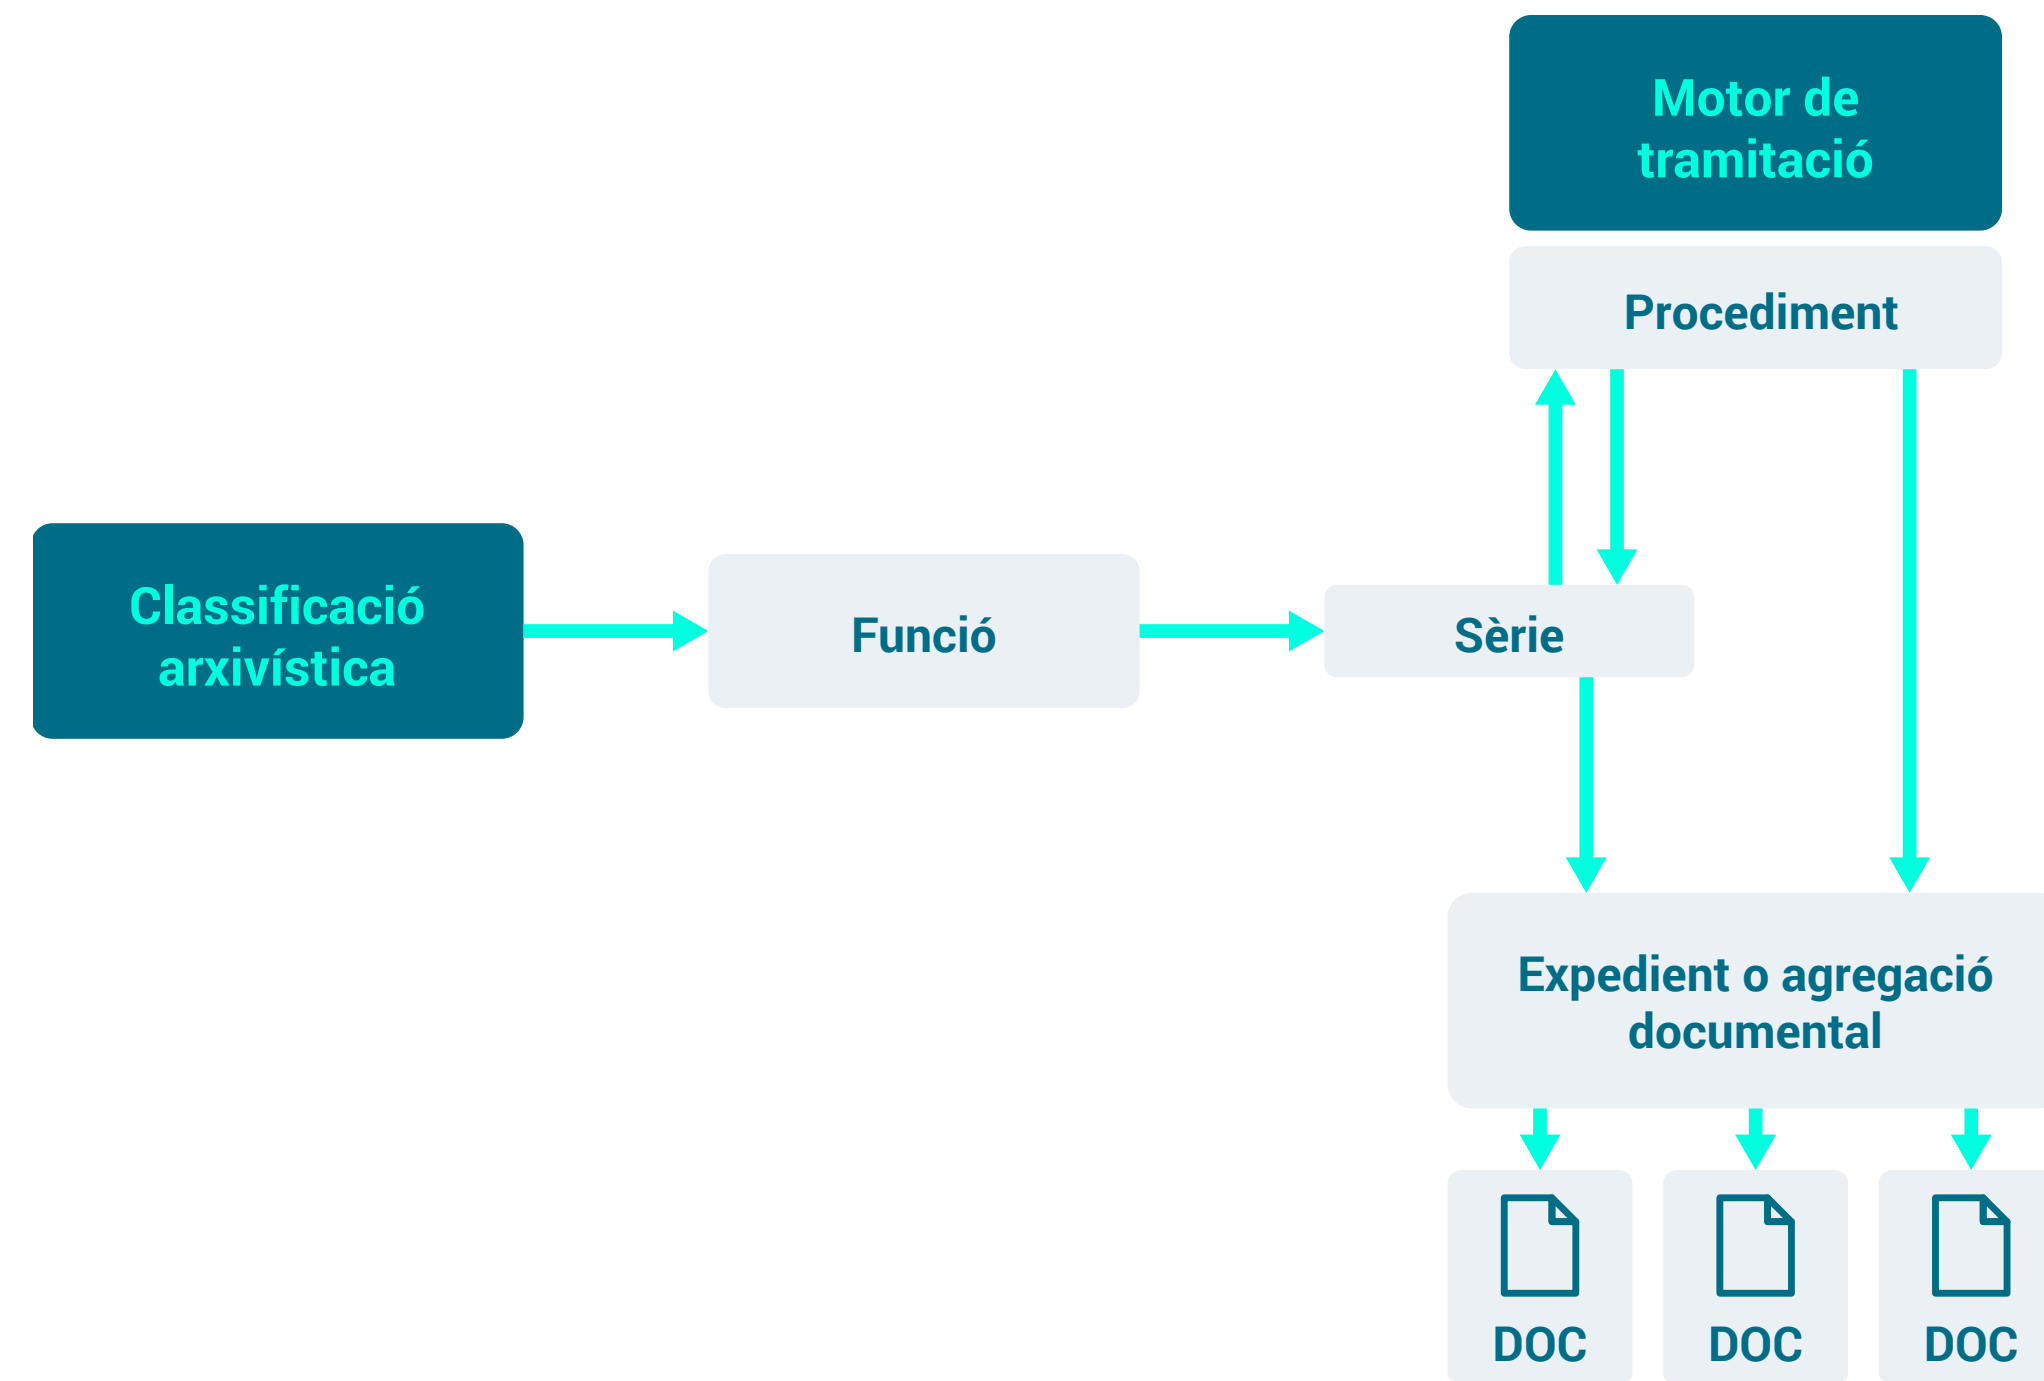 Motor de
tramitació
Procediment
Classificació
arxivística
Funció
Sèrie
Expedient o agregació
documental
DOC
DOC
DOC